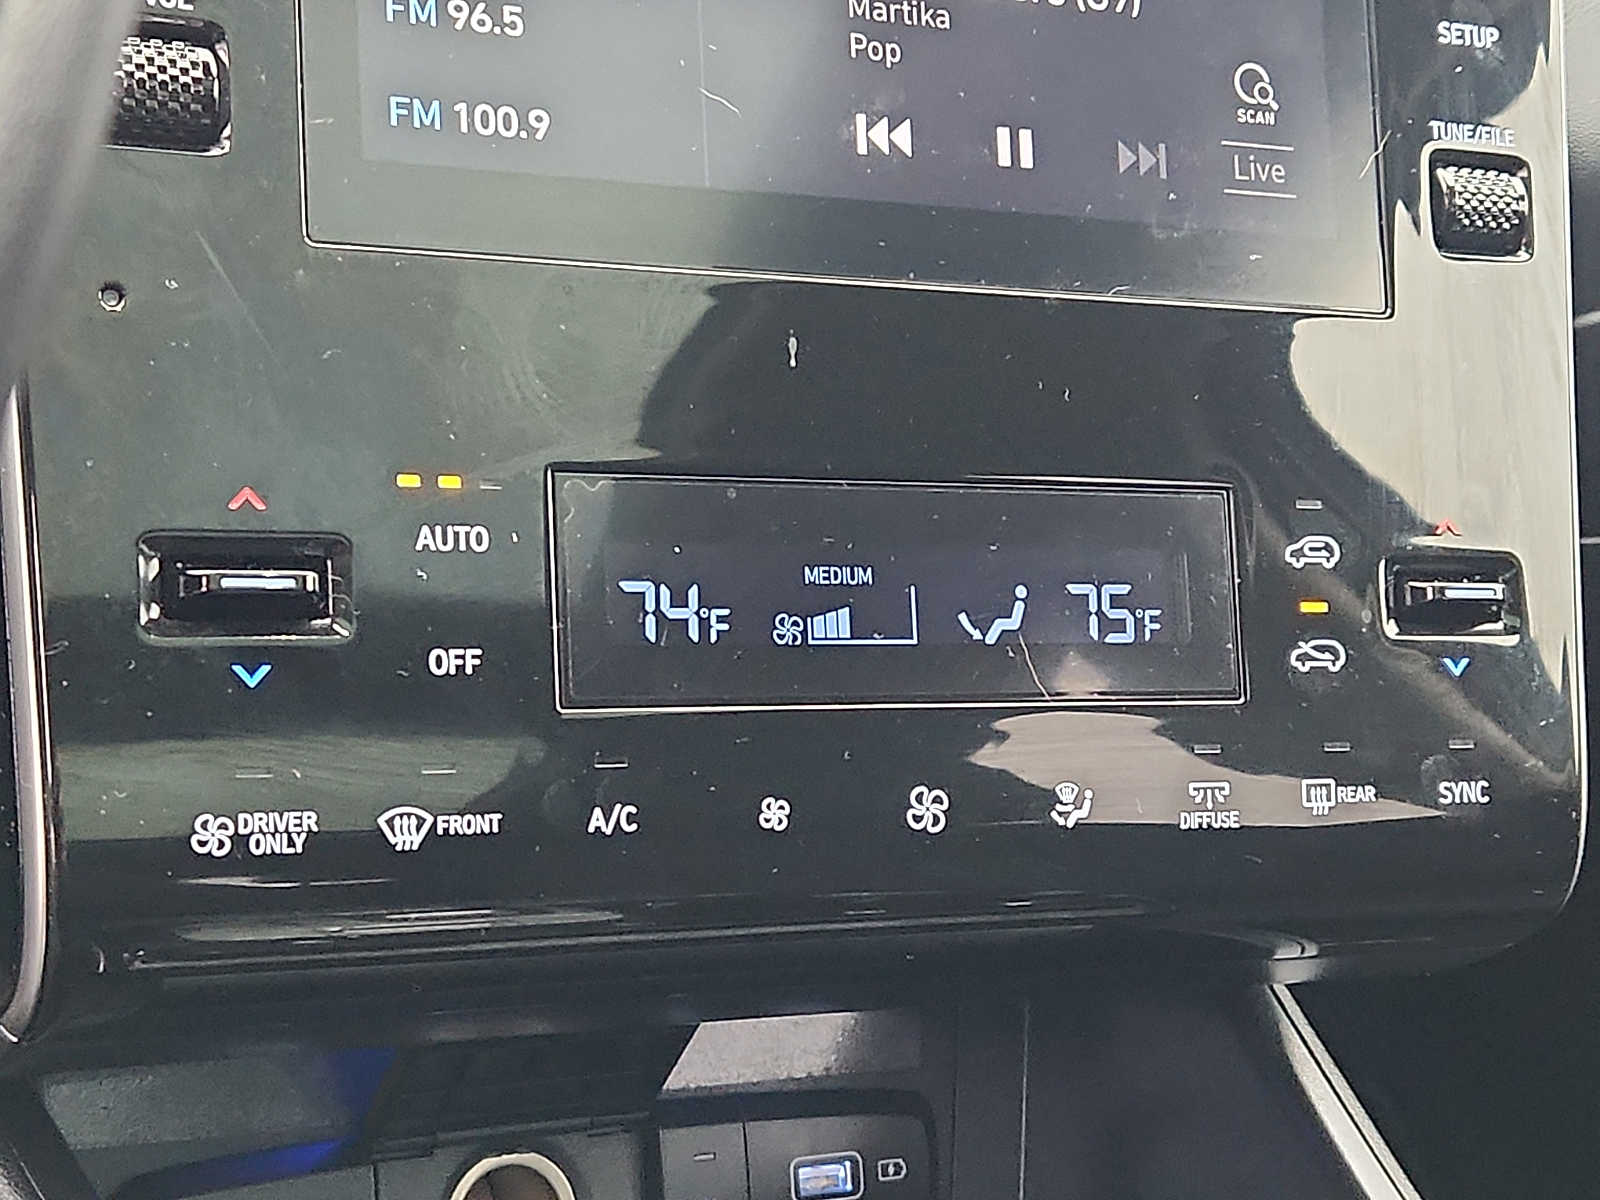 FM 96.5
Martika
Pop
SETUP
SCAN
FM 100.9
TUNE/FILE
Live
AUTO
MEDIUM
74°F
75°F
OFF
DRIVER
ONLY
FRONT
A/C
DIFFUSE
REAR
SYNC